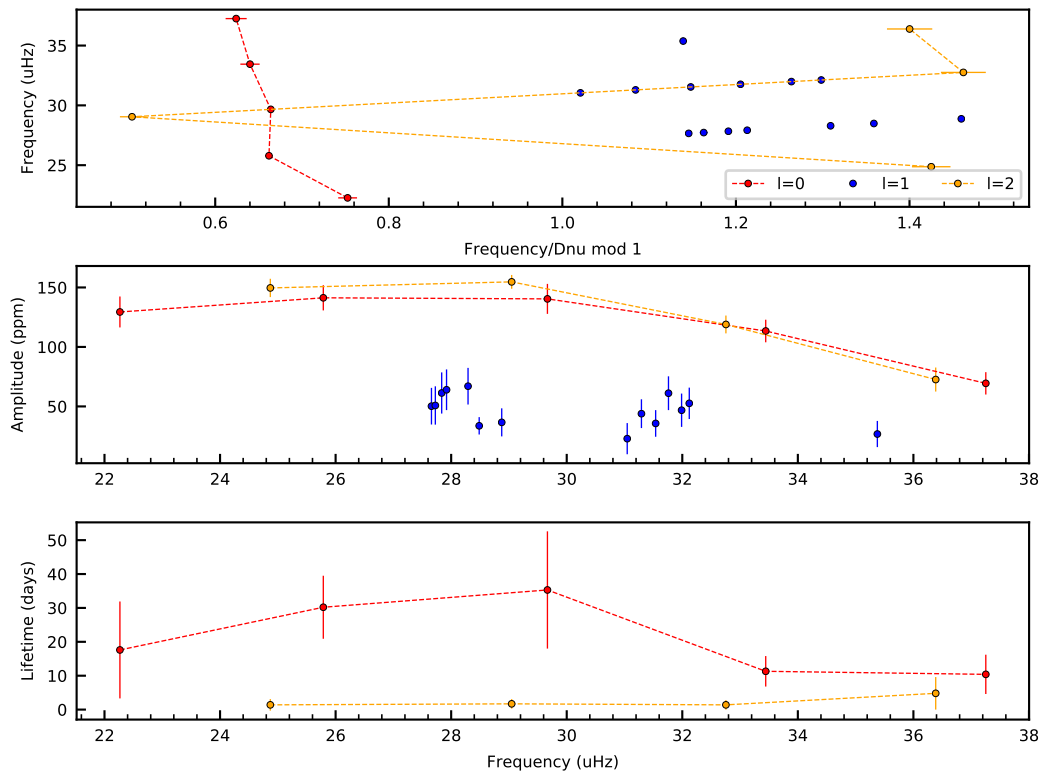 Frequency (uHz)
35
30
25
l=0 l=1 l=2
0.6 0.8 1.0 1.2 1.4
Frequency/Dnu mod 1
Amplitude (ppm)
150
100
50
22 24 26 28 30 32 34 36 38
Lifetime (days)
50
40
30
20
10
0
22 24 26 28 30 32 34 36 38
Frequency (uHz)